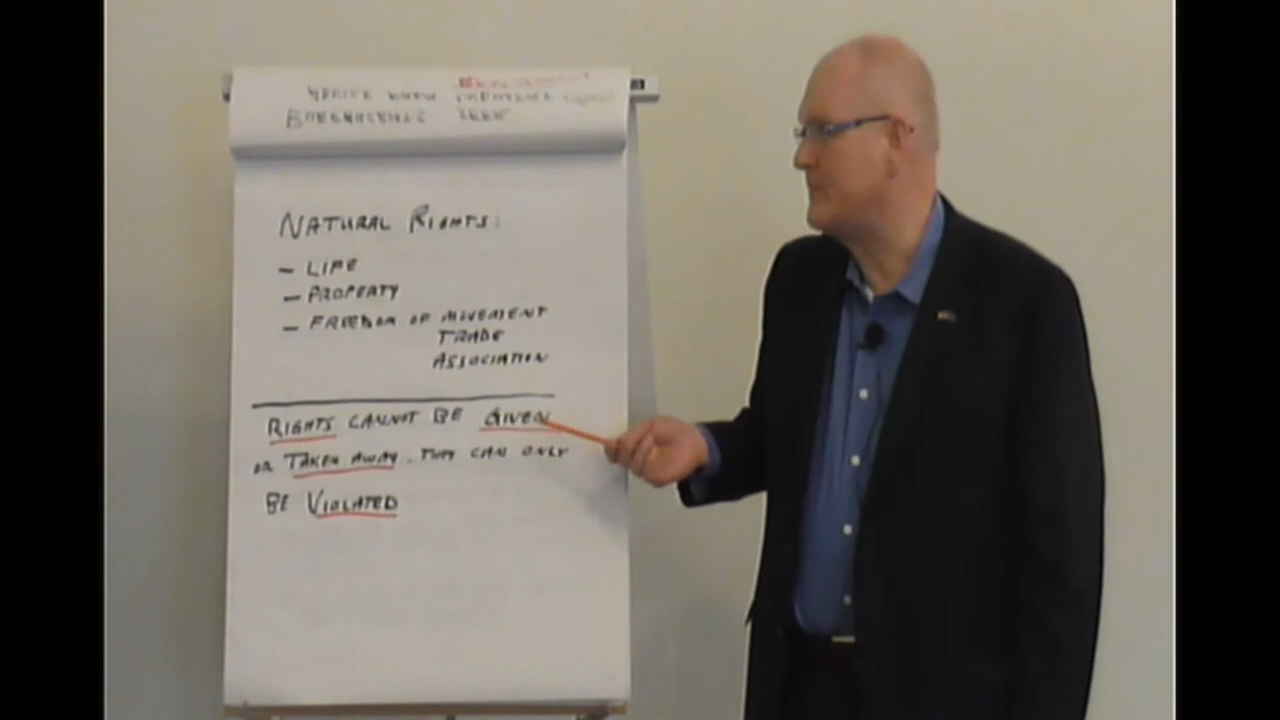 NATURAL RIGHTS:
- LIFE
- PROPERTY
- FREEDOM OF MOVEMENT
TRADE
ASSOCIATION
RIGHTS CANNOT BE GIVEN
OR TAKEN AWAY. THEY CAN ONLY
BE VIOLATED